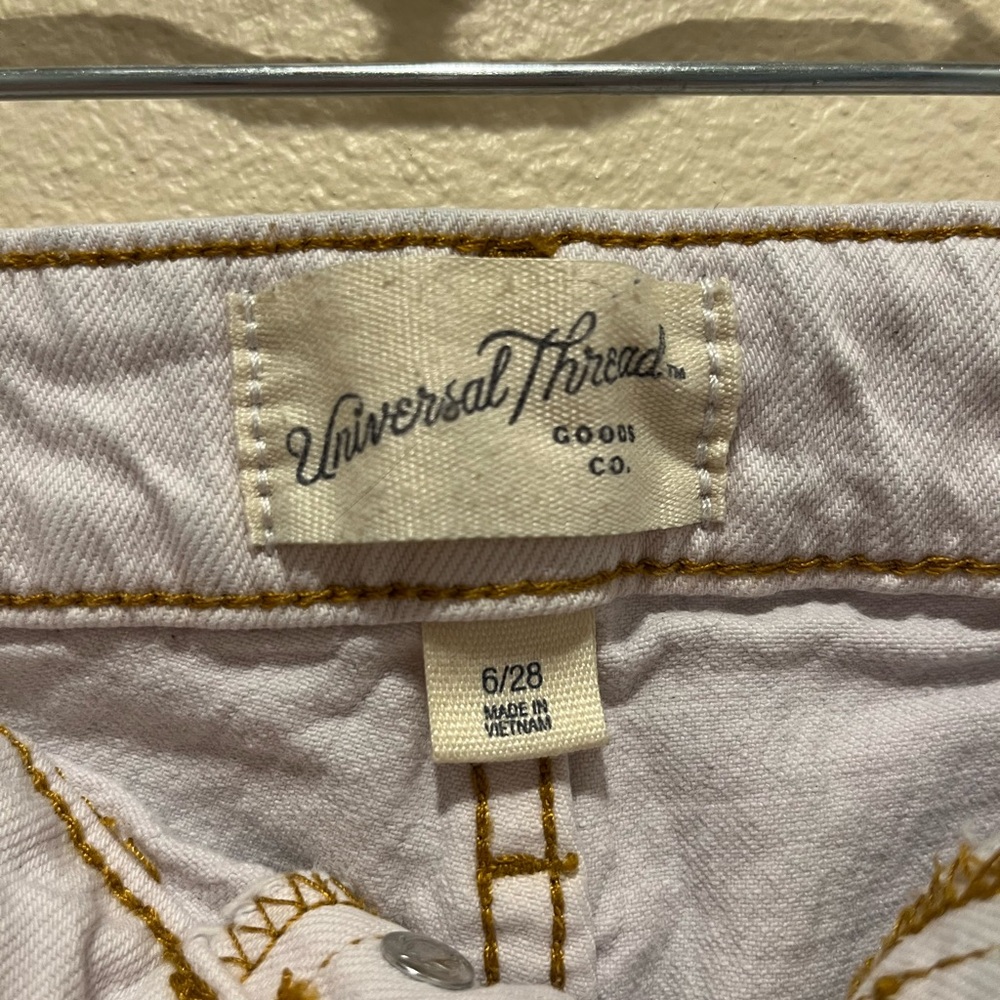 Universal Thread™
GOODS
CO.
6/28
MADE IN
VIETNAM